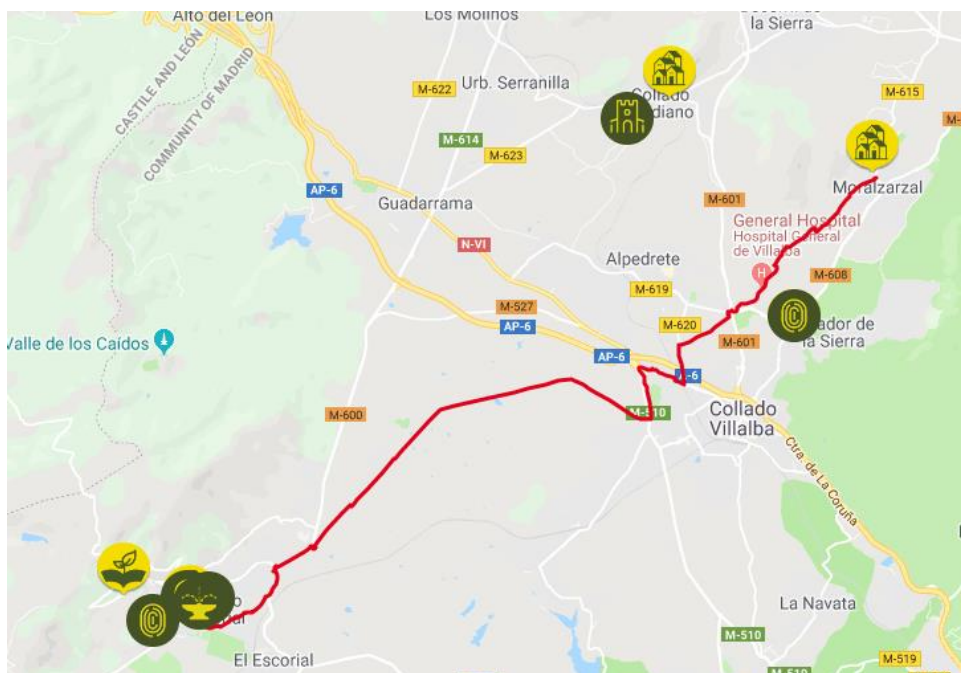 Alto del León
Los Molinos
la Sierra
CASTILE AND LEÓN
COMMUNITY OF MADRID
M-622
Urb. Serranilla
Collado
M-615
M-614
M-623
AP-6
Guadarrama
M-601
Moralzarzal
N-VI
General Hospital
Hospital General
de Villalba
H
Alpedrete
M-608
M-619
M-527
M-620
AP-6
la Sierra
Valle de los Caídos
AP-6
M-601
M-600
M-510
Collado
Villalba
Ctra. de La Coruña
La Navata
M-510
El Escorial
M-519
M-510